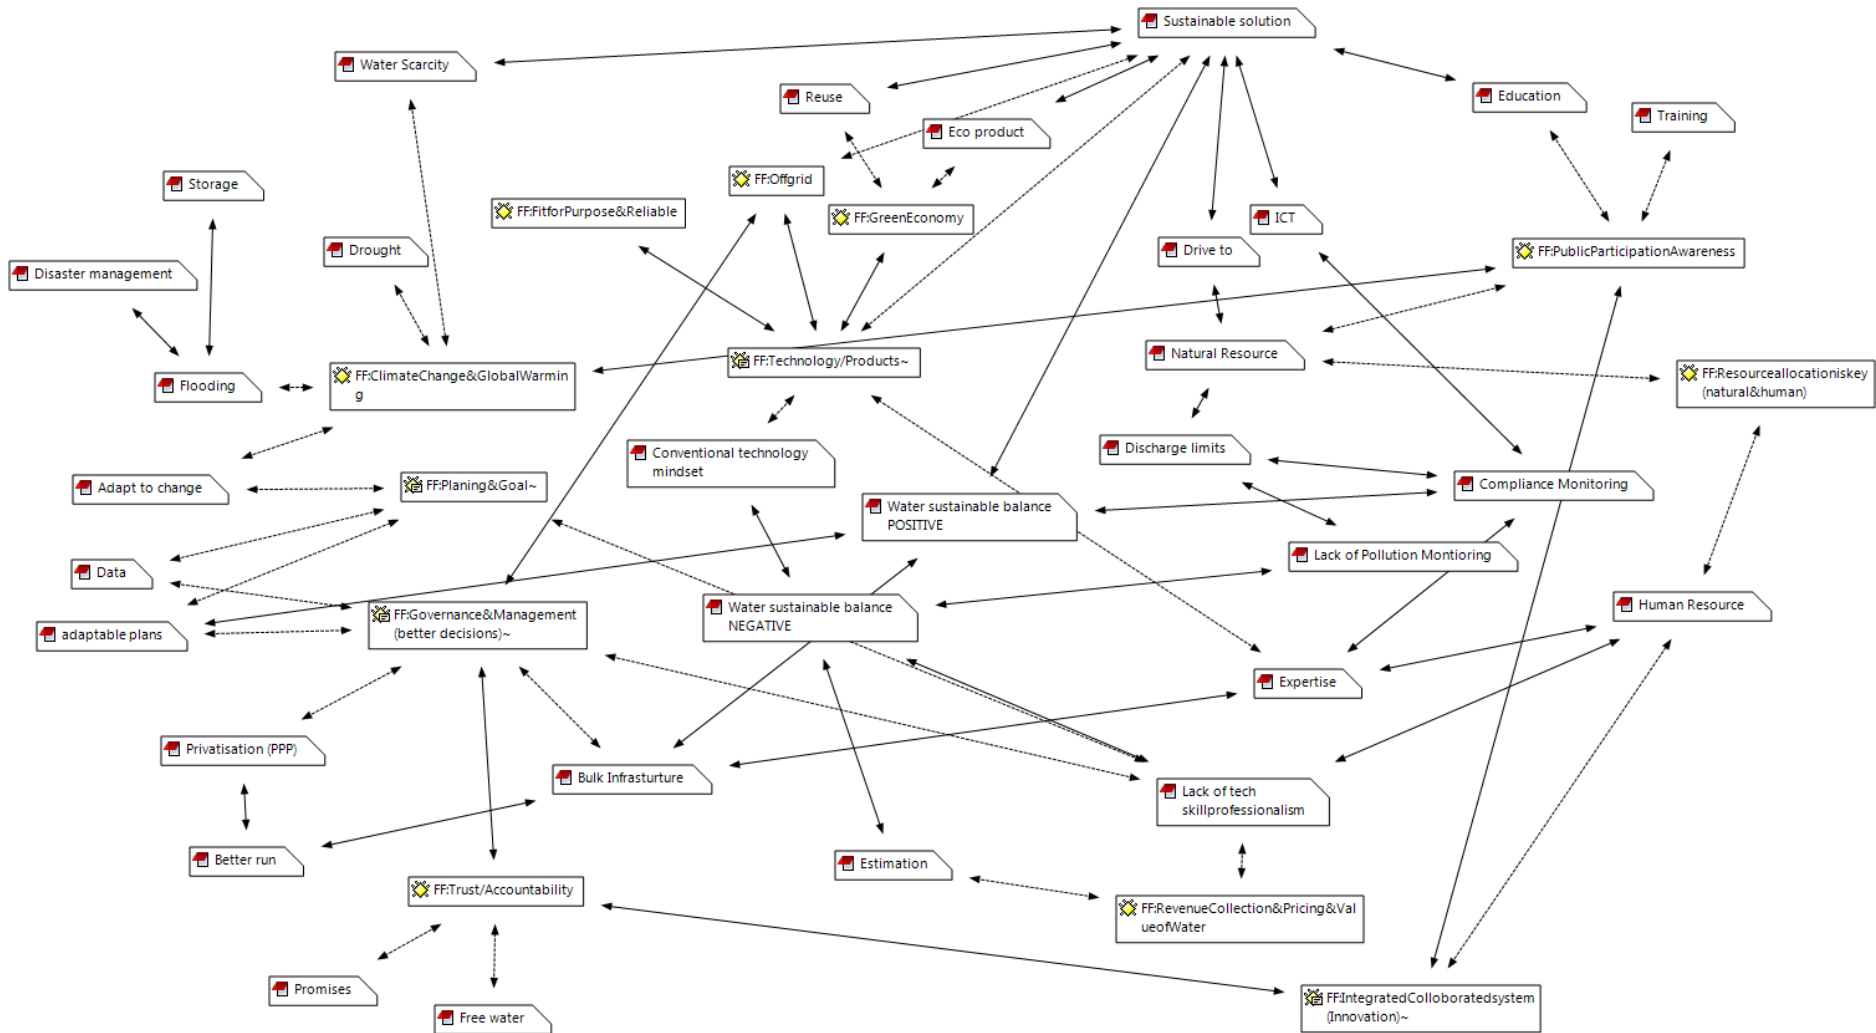 Sustainable solution
Water Scarcity
Reuse
Education
Training
Eco product
Storage
FF:Offgrid
FF:FitforPurpose&Reliable
FF:GreenEconomy
ICT
Drought
Drive to
FF:PublicParticipationAwareness
Disaster management
FF:Technology/Products~
Natural Resource
Flooding
FF:ClimateChange&GlobalWarmin
g
FF:Resourceallocationiskey
(natural&human)
Conventional technology
mindset
Discharge limits
Adapt to change
FF:Planing&Goal~
Compliance Monitoring
Water sustainable balance
POSITIVE
Data
Lack of Pollution Montioring
FF:Governance&Management
(better decisions)~
Water sustainable balance
NEGATIVE
Human Resource
adaptable plans
Expertise
Privatisation (PPP)
Bulk Infrasturture
Lack of tech
skillprofessionalism
Better run
Estimation
FF:Trust/Accountability
FF:RevenueCollection&Pricing&Val
ueofWater
Promises
FF:IntegratedColloboratedsystem
(Innovation)~
Free water